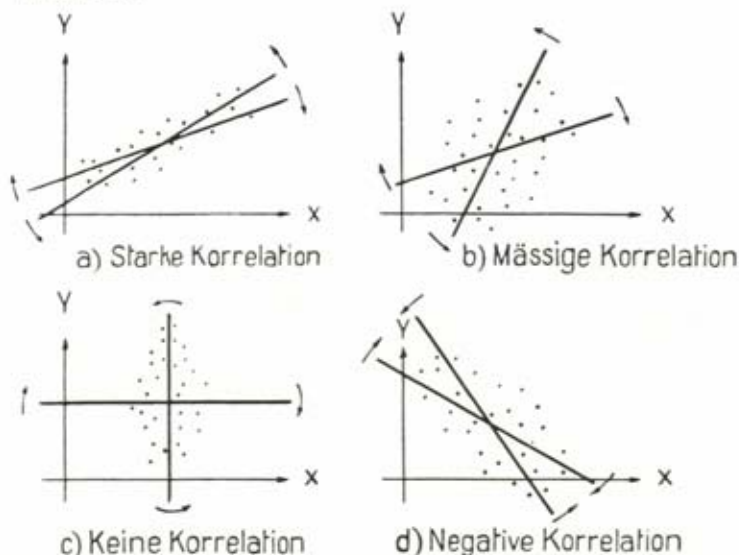 Y
X
a) Starke Korrelation
Y
X
b) Mässige Korrelation
Y
X
c) Keine Korrelation
Y
X
d) Negative Korrelation